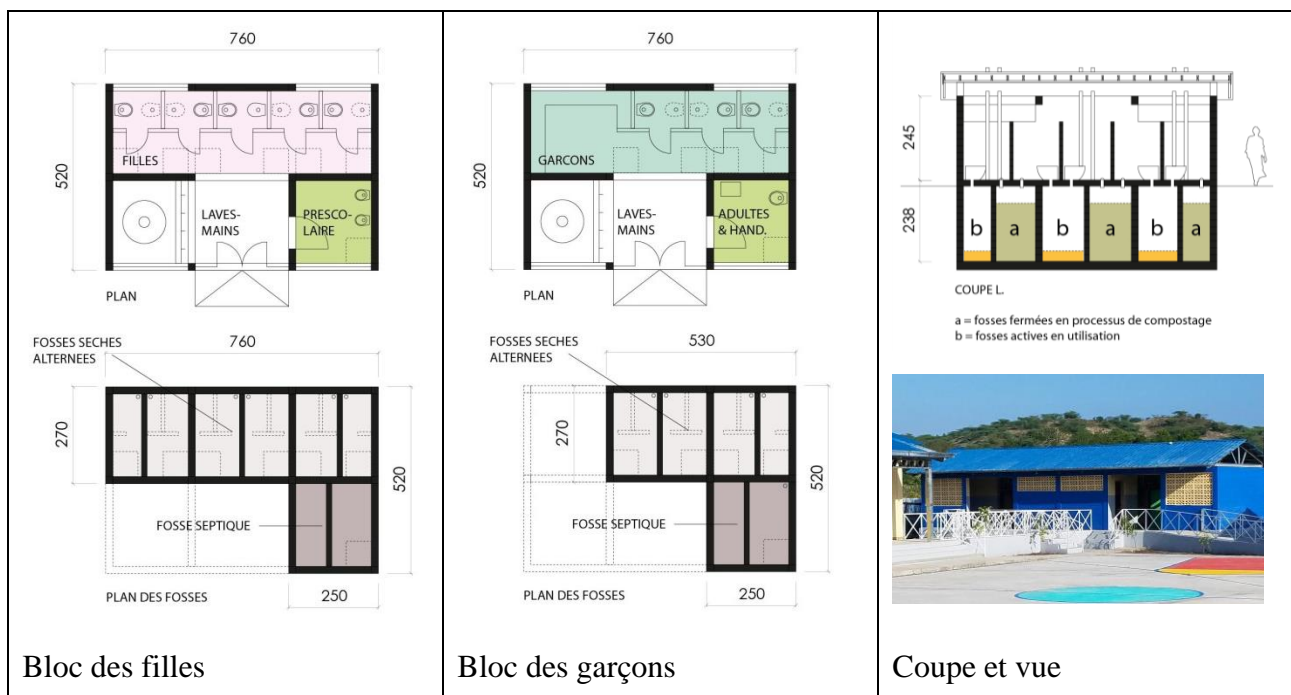 760
520
FILLES
LAVES-
MAINS
PRESCO-
LAIRE
PLAN
FOSSES SECHES
ALTERNEES
760
270
520
FOSSE SEPTIQUE
PLAN DES FOSSES
250
Bloc des filles
760
520
GARCONS
LAVES-
MAINS
ADULTES
& HAND.
PLAN
530
270
520
FOSSE SEPTIQUE
PLAN DES FOSSES
250
Bloc des garçons
245
238
b
a
b
a
b
a
COUPE L.
a = fosses fermées en processus de compostage
b = fosses actives en utilisation
Coupe et vue